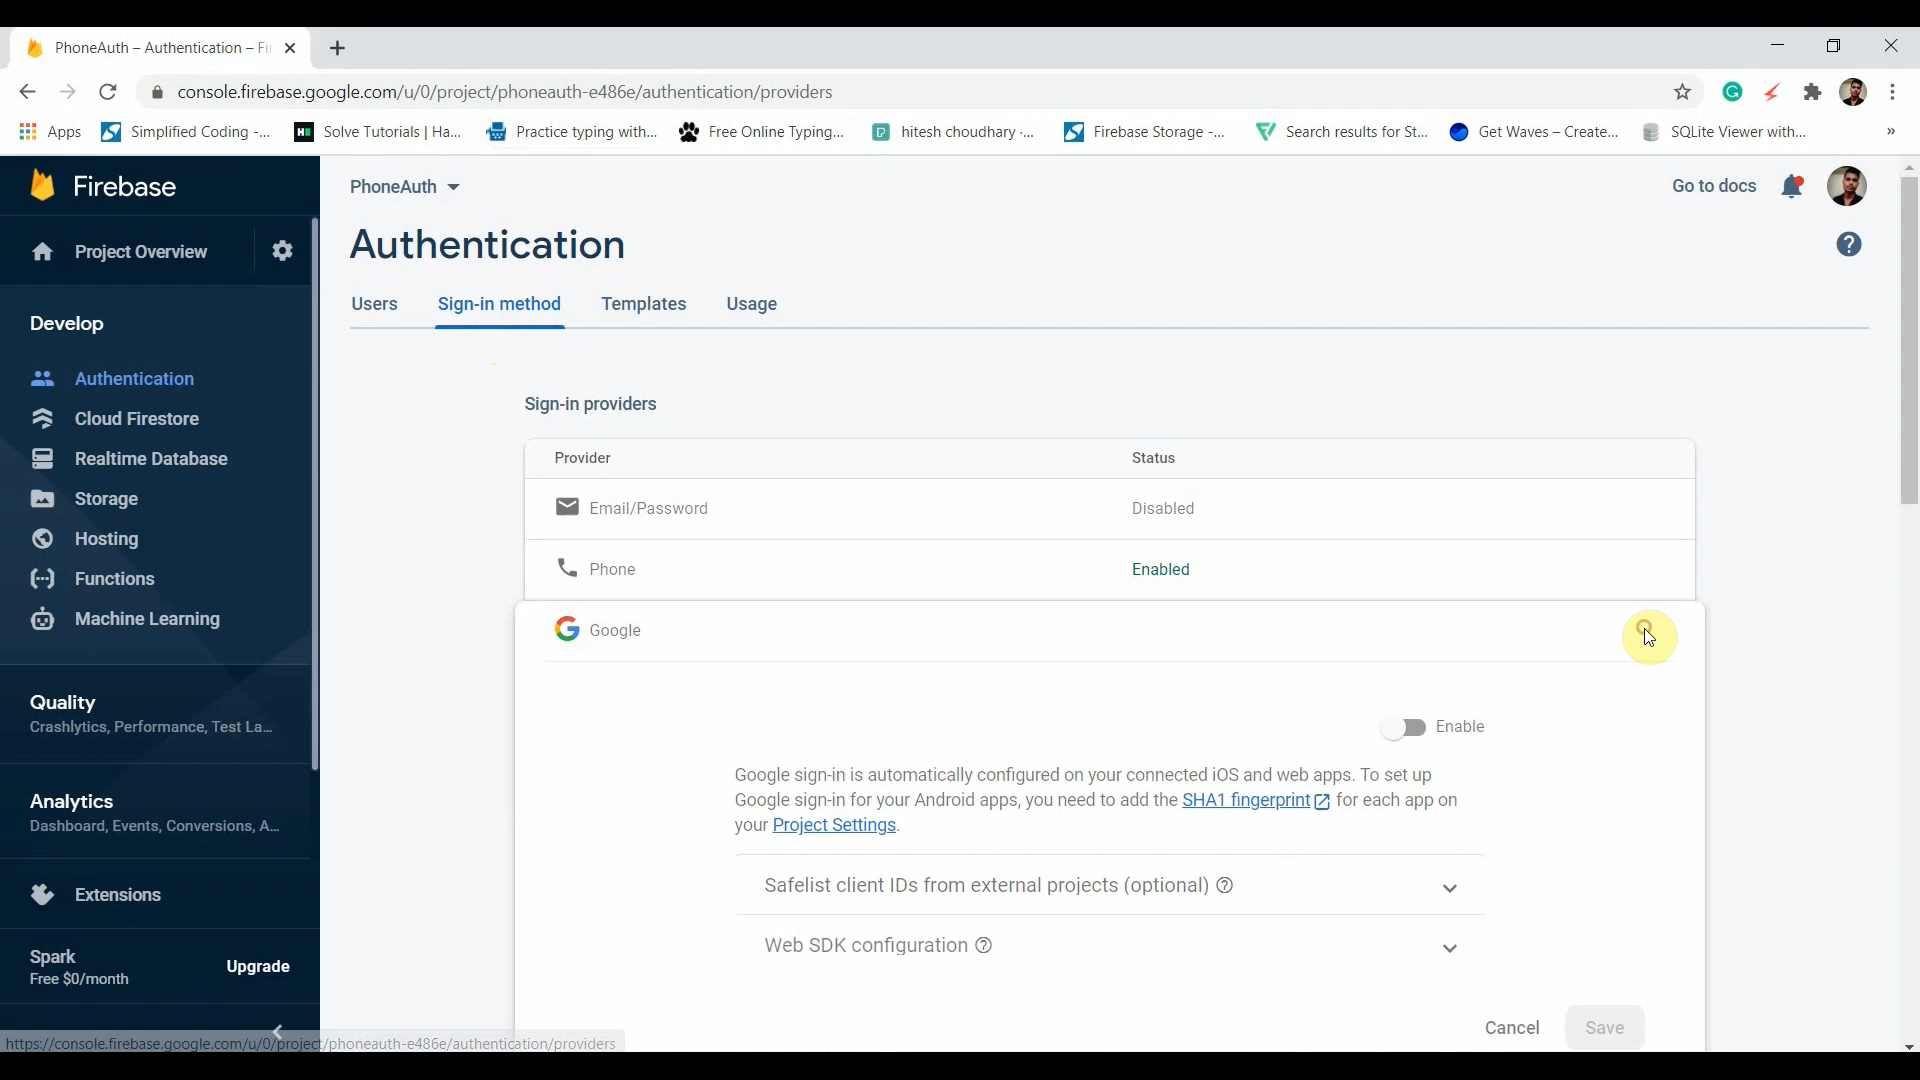 PhoneAuth – Authentication – Fi
console.firebase.google.com/u/0/project/phoneauth-e486e/authentication/providers
Apps Simplified Coding -... Solve Tutorials | Ha... Practice typing with... Free Online Typing... hitesh choudhary -... Firebase Storage -... Search results for St... Get Waves – Create... SQLite Viewer with... »
Firebase
Project Overview
Develop
Authentication
Cloud Firestore
Realtime Database
Storage
Hosting
Functions
Machine Learning
Quality
Crashlytics, Performance, Test La...
Analytics
Dashboard, Events, Conversions, A...
Extensions
Spark
Free $0/month
Upgrade
https://console.firebase.google.com/u/0/project/phoneauth-e486e/authentication/providers
PhoneAuth
Go to docs
Authentication
Users Sign-in method Templates Usage
Sign-in providers
Provider Status
Email/Password Disabled
Phone Enabled
Google
Enable
Google sign-in is automatically configured on your connected iOS and web apps. To set up
Google sign-in for your Android apps, you need to add the SHA1 fingerprint for each app on
your Project Settings.
Safelist client IDs from external projects (optional)
Web SDK configuration
Cancel Save